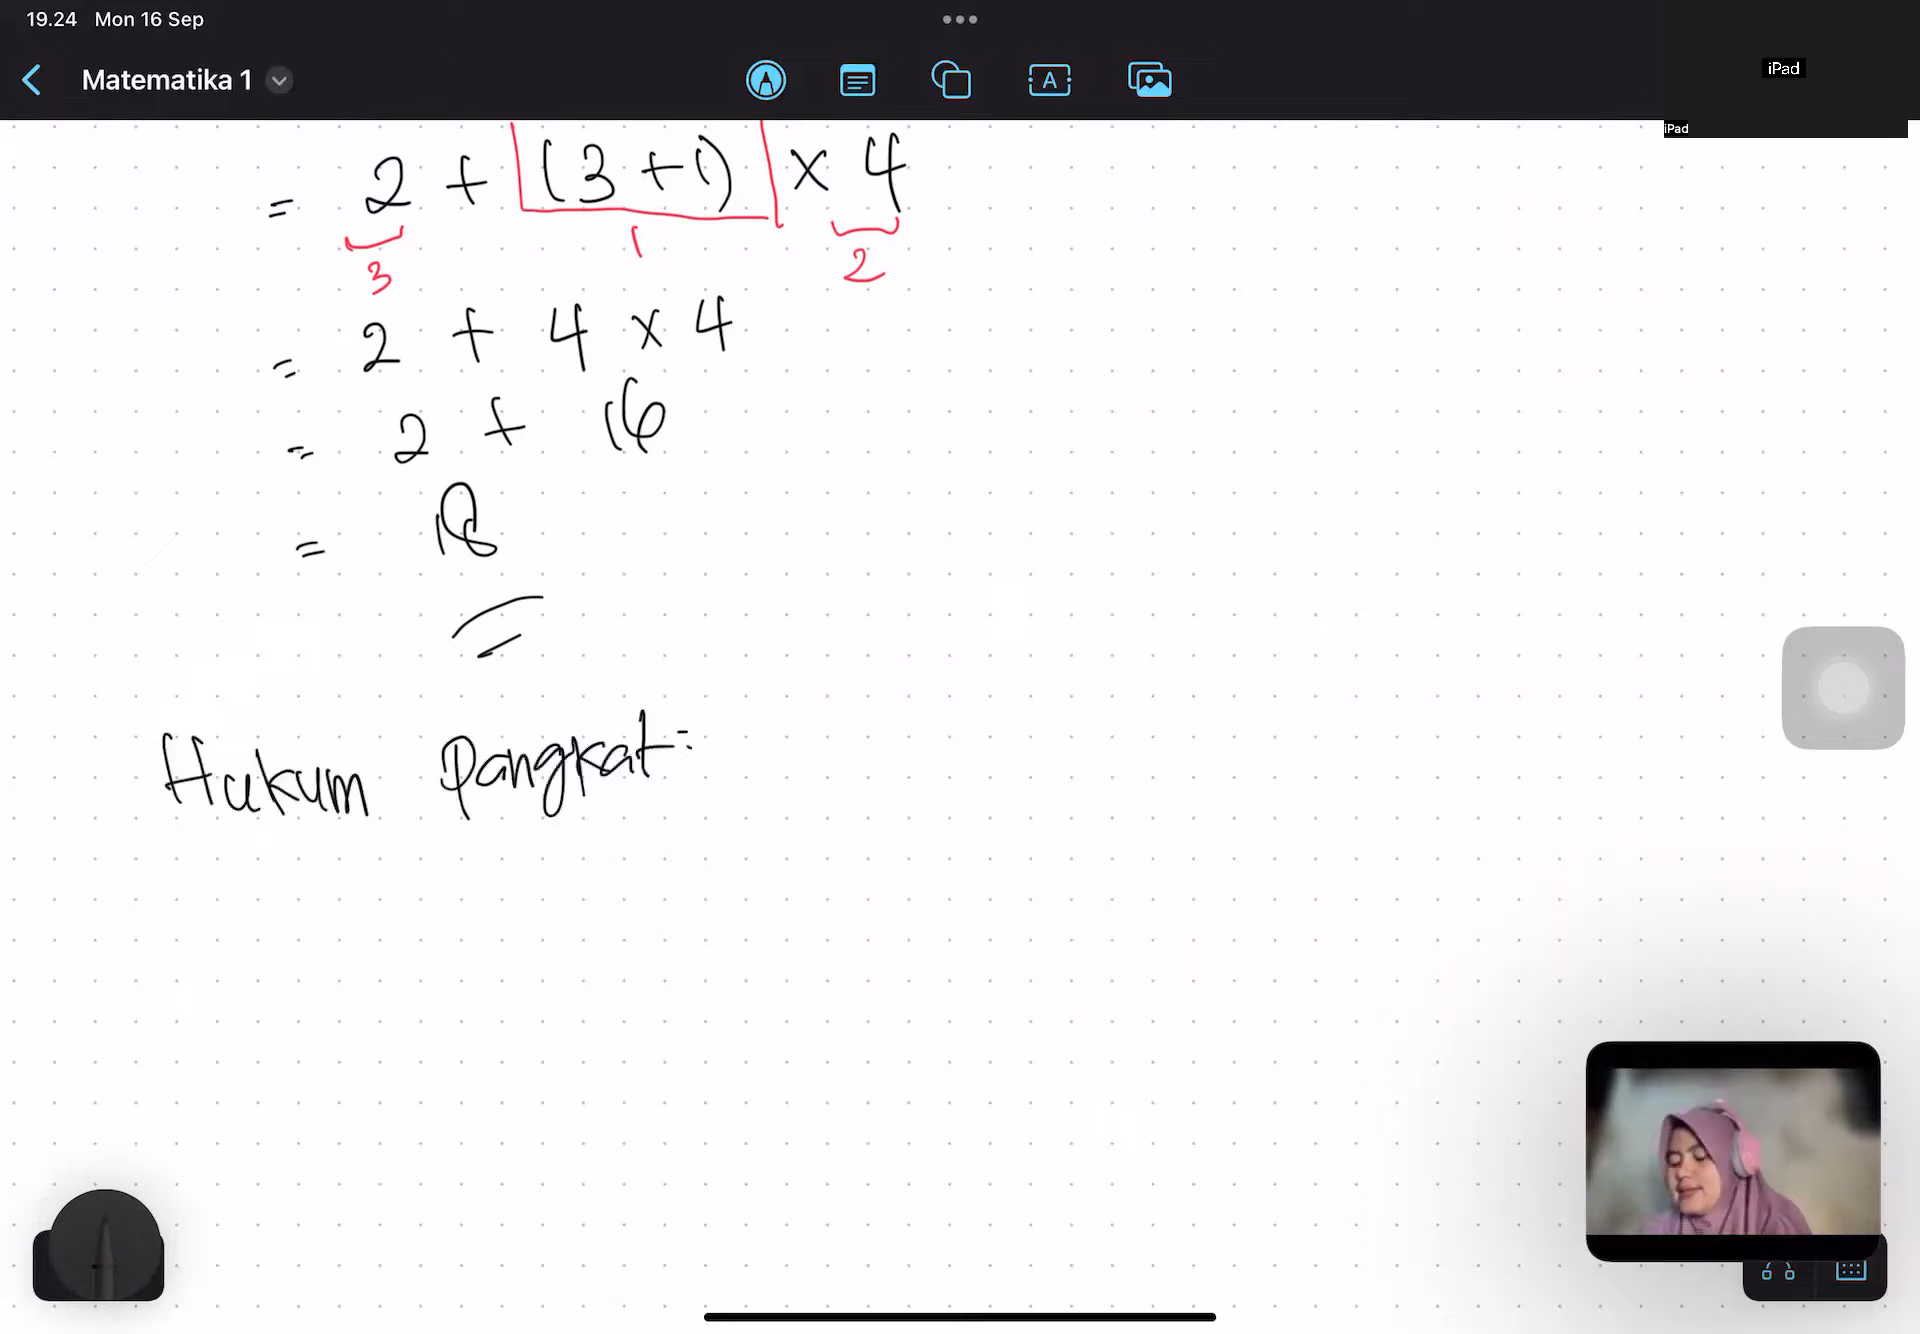 19.24 Mon 16 Sep
Matematika 1
A
iPad
iPad
= 2 + (3 + 1) × 4
3 1 2
= 2 + 4 × 4
= 2 + 16
= 18
Hukum Pangkat: